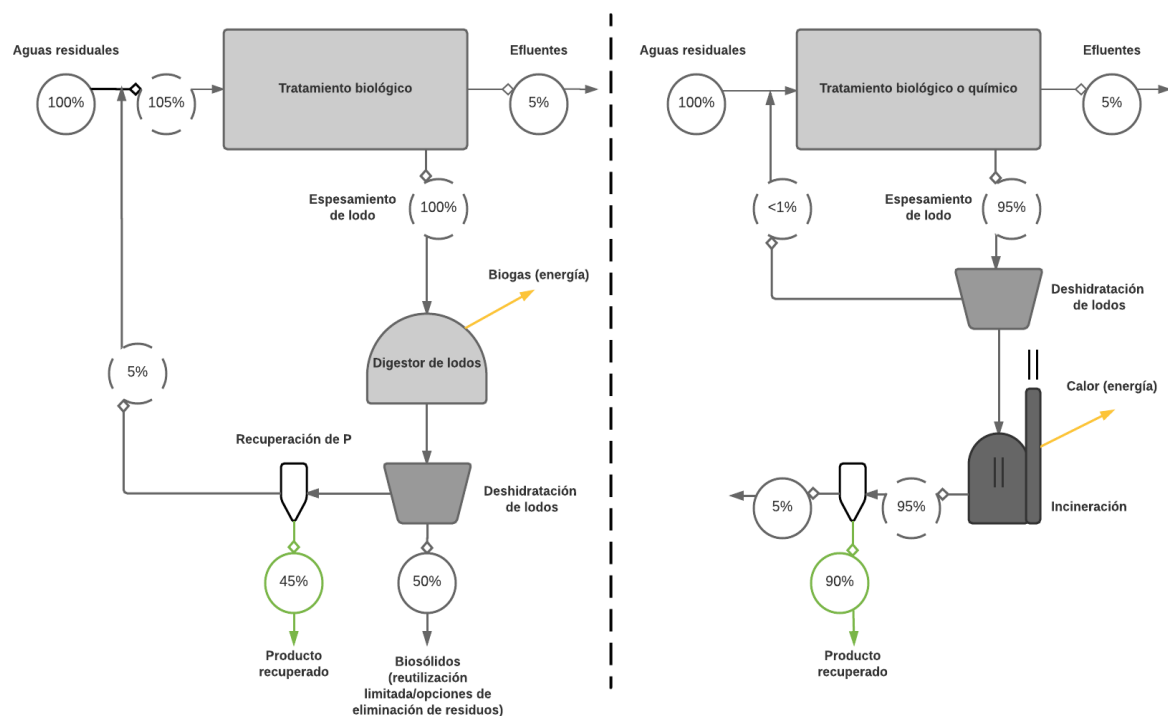 Aguas residuales
100%
105%
Tratamiento biológico
Efluentes
5%
Espesamiento
de lodo
100%
Biogas (energía)
Digestor de lodos
5%
Recuperación de P
Deshidratación
de lodos
45%
50%
Producto
recuperado
Biosólidos
(reutilización
limitada/opciones de
eliminación de residuos)
Aguas residuales
100%
Tratamiento biológico o químico
Efluentes
5%
<1%
Espesamiento
de lodo
95%
Deshidratación
de lodos
Calor (energía)
Incineración
95%
5%
90%
Producto
recuperado